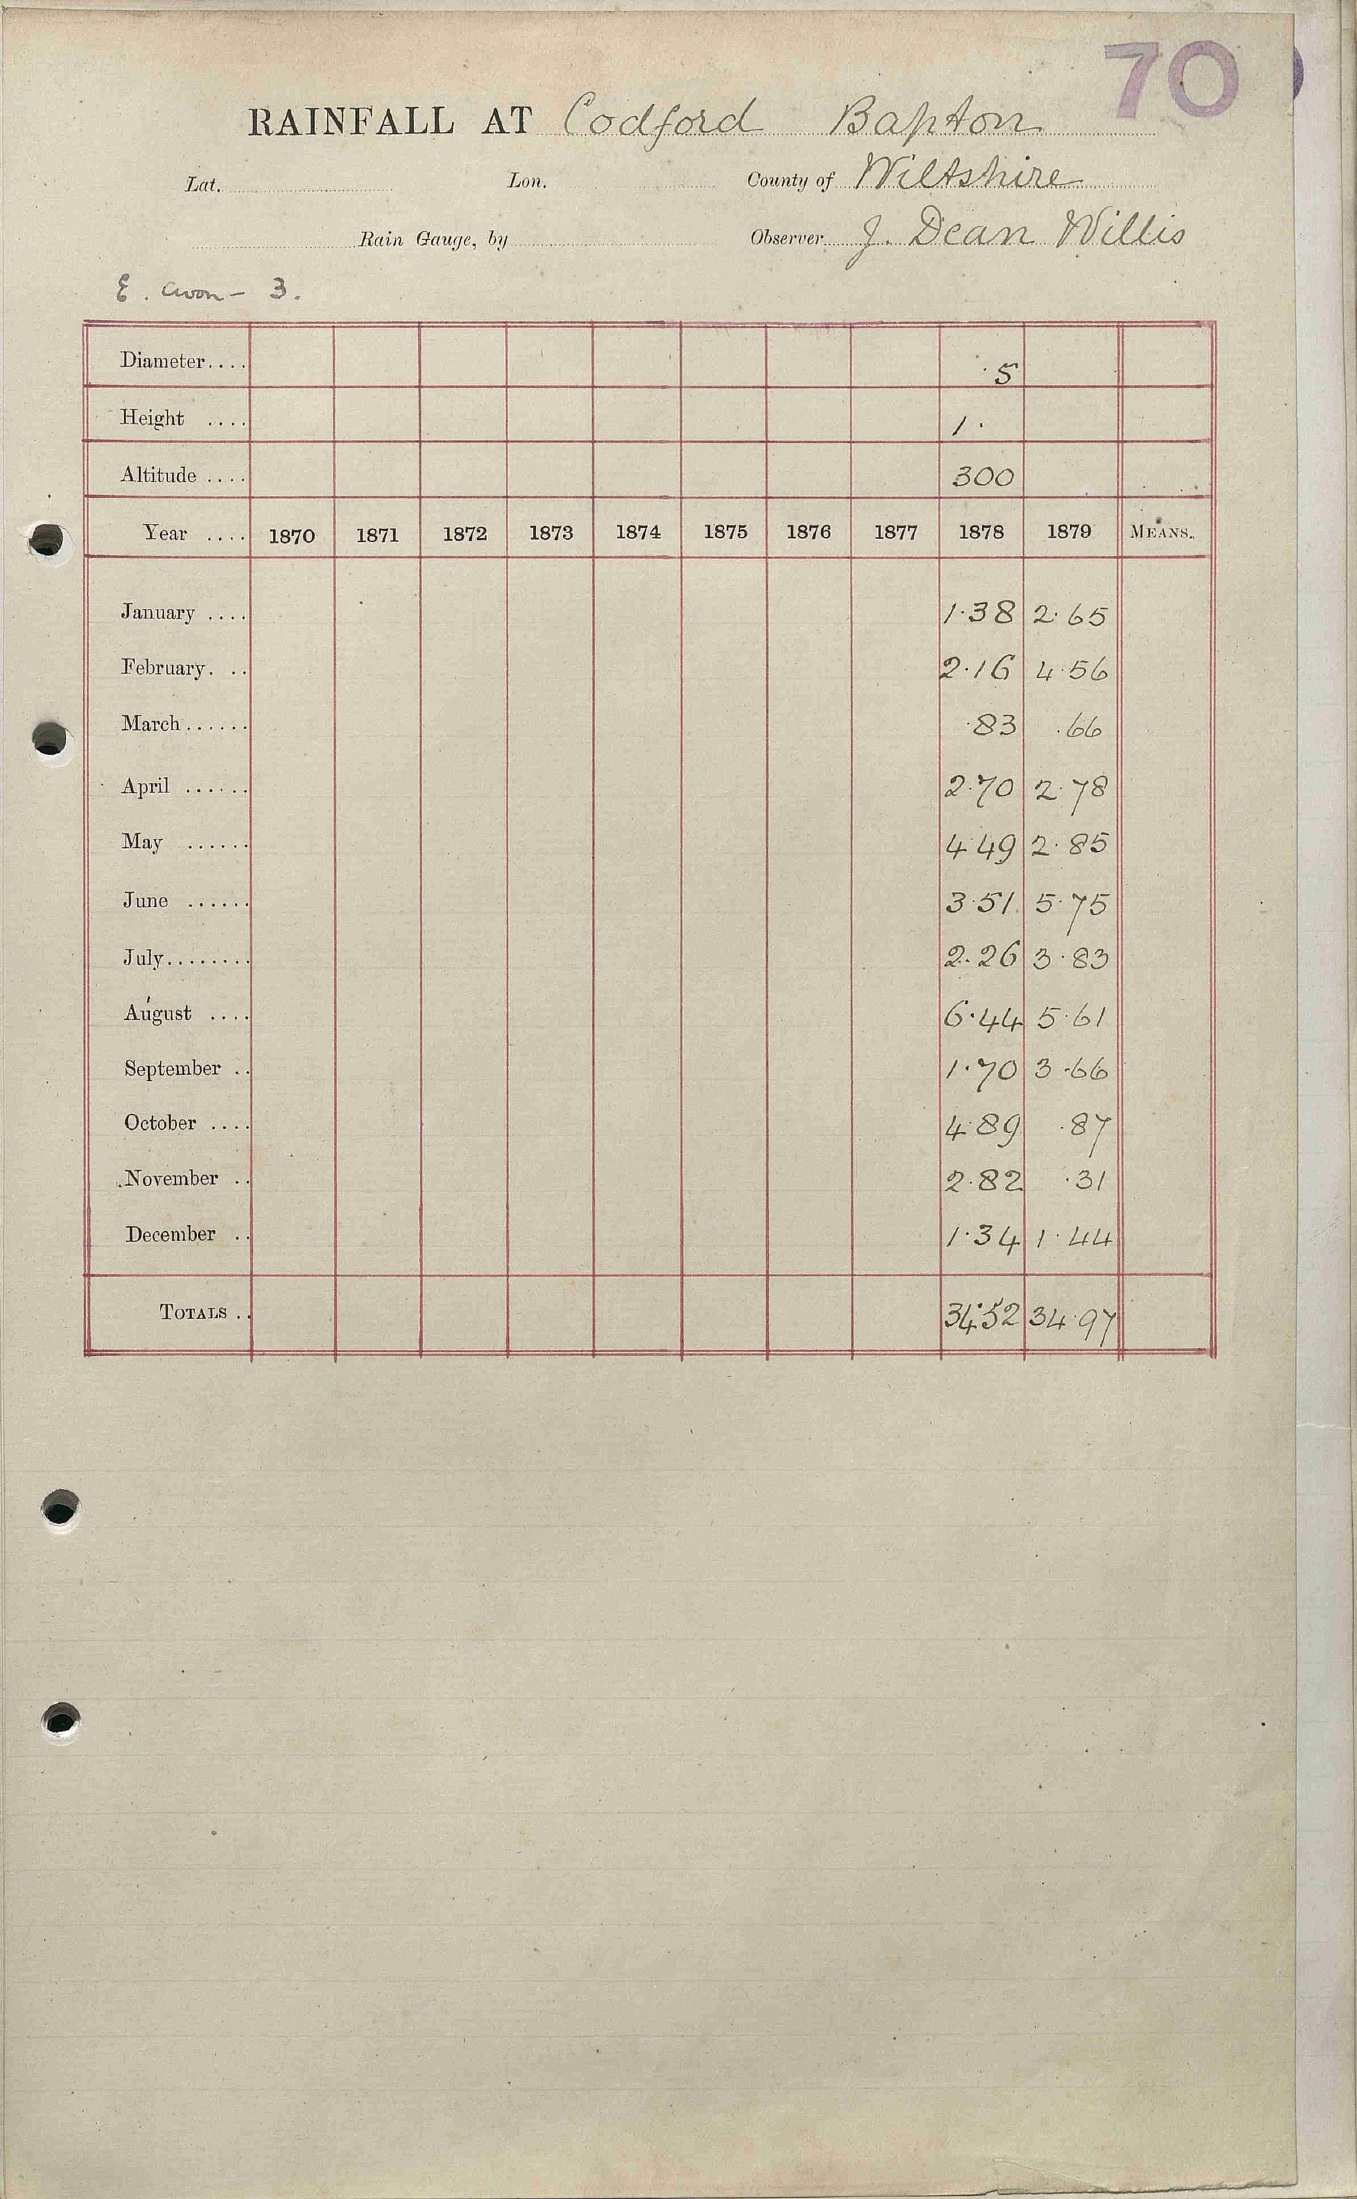 70
RAINFALL AT Codford Bapton
Lat. Lon. County of Wiltshire
Rain Gauge, by Observer J. Dean Willis
E. Avon - 3.
Diameter.... 5
Height .... 1.
Altitude .... 300
Year .... 1870 1871 1872 1873 1874 1875 1876 1877 1878 1879 MEANS.
January .... 1.38 2.65
February. .. 2.16 4.56
March ...... .83 .66
April ...... 2.70 2.78
May ...... 4.49 2.85
June ...... 3.51 5.75
July........ 2.26 3.83
August .... 6.44 5.61
September .. 1.70 3.66
October .... 4.89 .87
November .. 2.82 .31
December .. 1.34 1.44
TOTALS .. 34.52 34.97